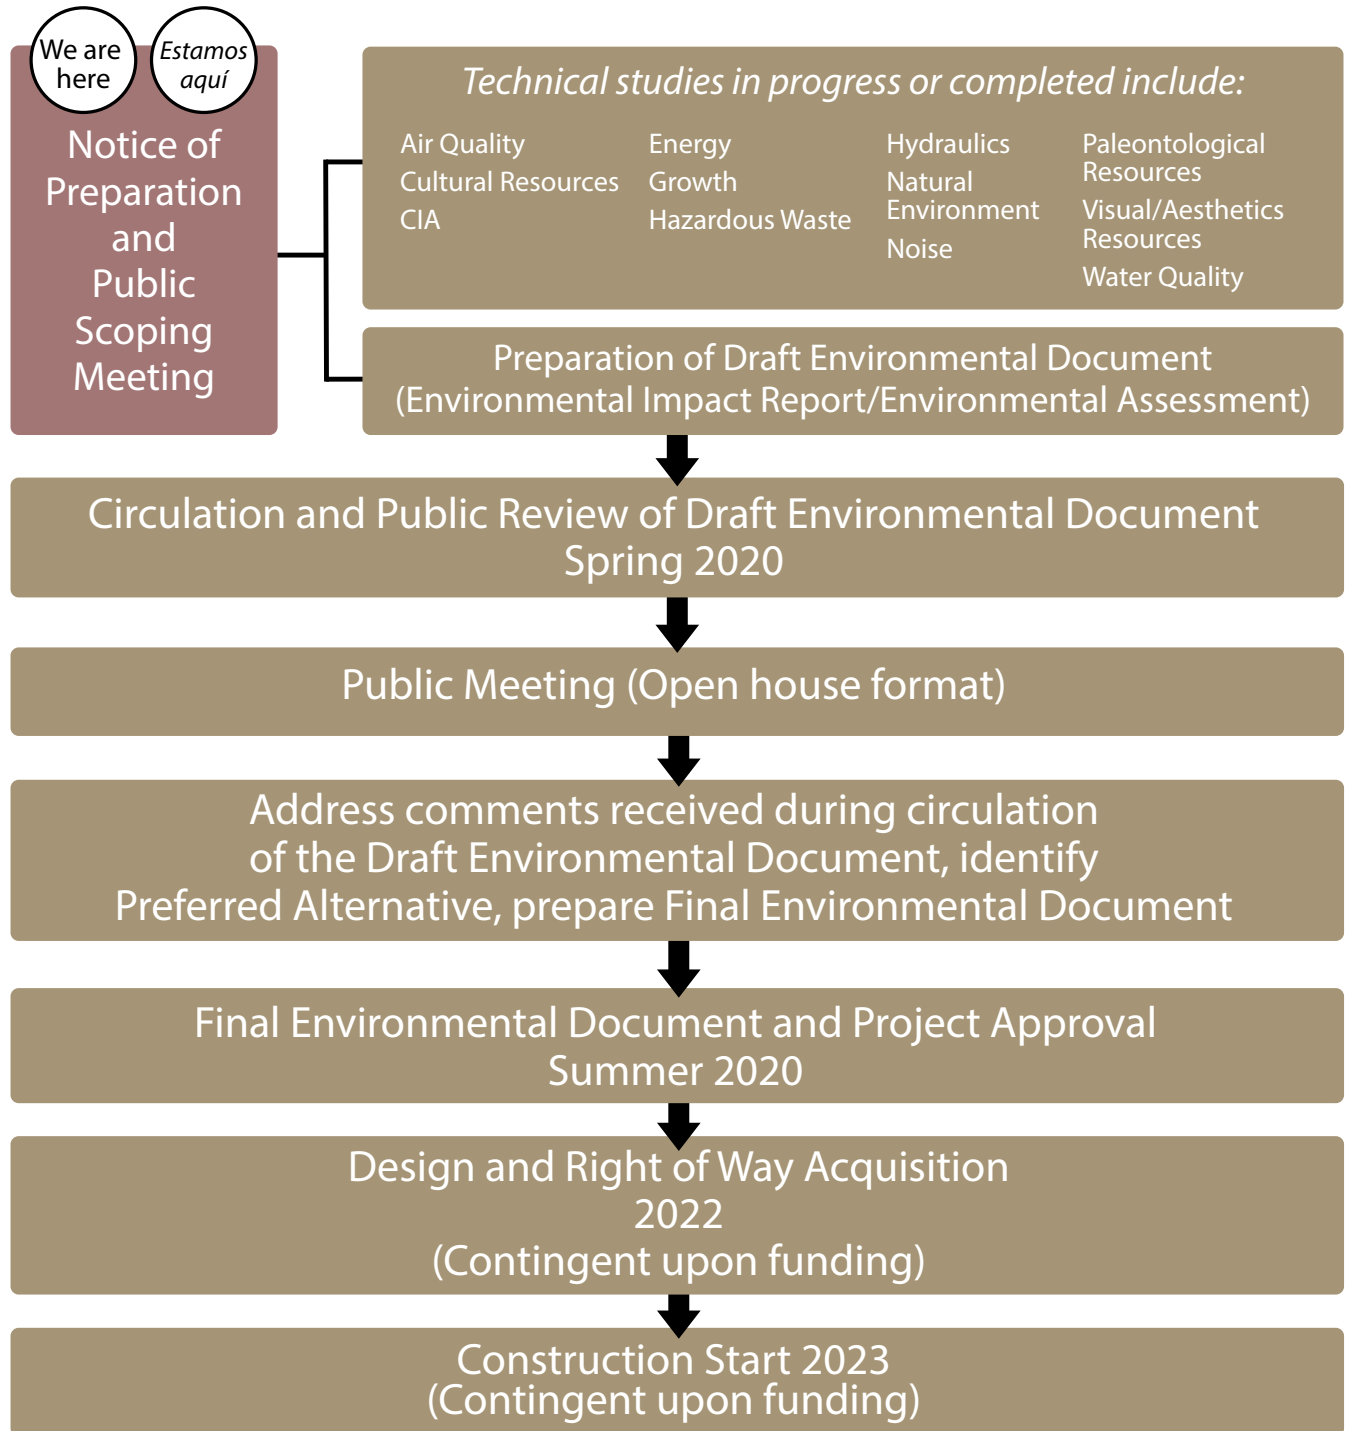 We are
here
Estamos
aquí
Notice of
Preparation
and
Public
Scoping
Meeting
Technical studies in progress or completed include:
Air Quality
Cultural Resources
CIA
Energy
Growth
Hazardous Waste
Hydraulics
Natural
Environment
Noise
Paleontological
Resources
Visual/Aesthetics
Resources
Water Quality
Preparation of Draft Environmental Document
(Environmental Impact Report/Environmental Assessment)
Circulation and Public Review of Draft Environmental Document
Spring 2020
Public Meeting (Open house format)
Address comments received during circulation
of the Draft Environmental Document, identify
Preferred Alternative, prepare Final Environmental Document
Final Environmental Document and Project Approval
Summer 2020
Design and Right of Way Acquisition
2022
(Contingent upon funding)
Construction Start 2023
(Contingent upon funding)